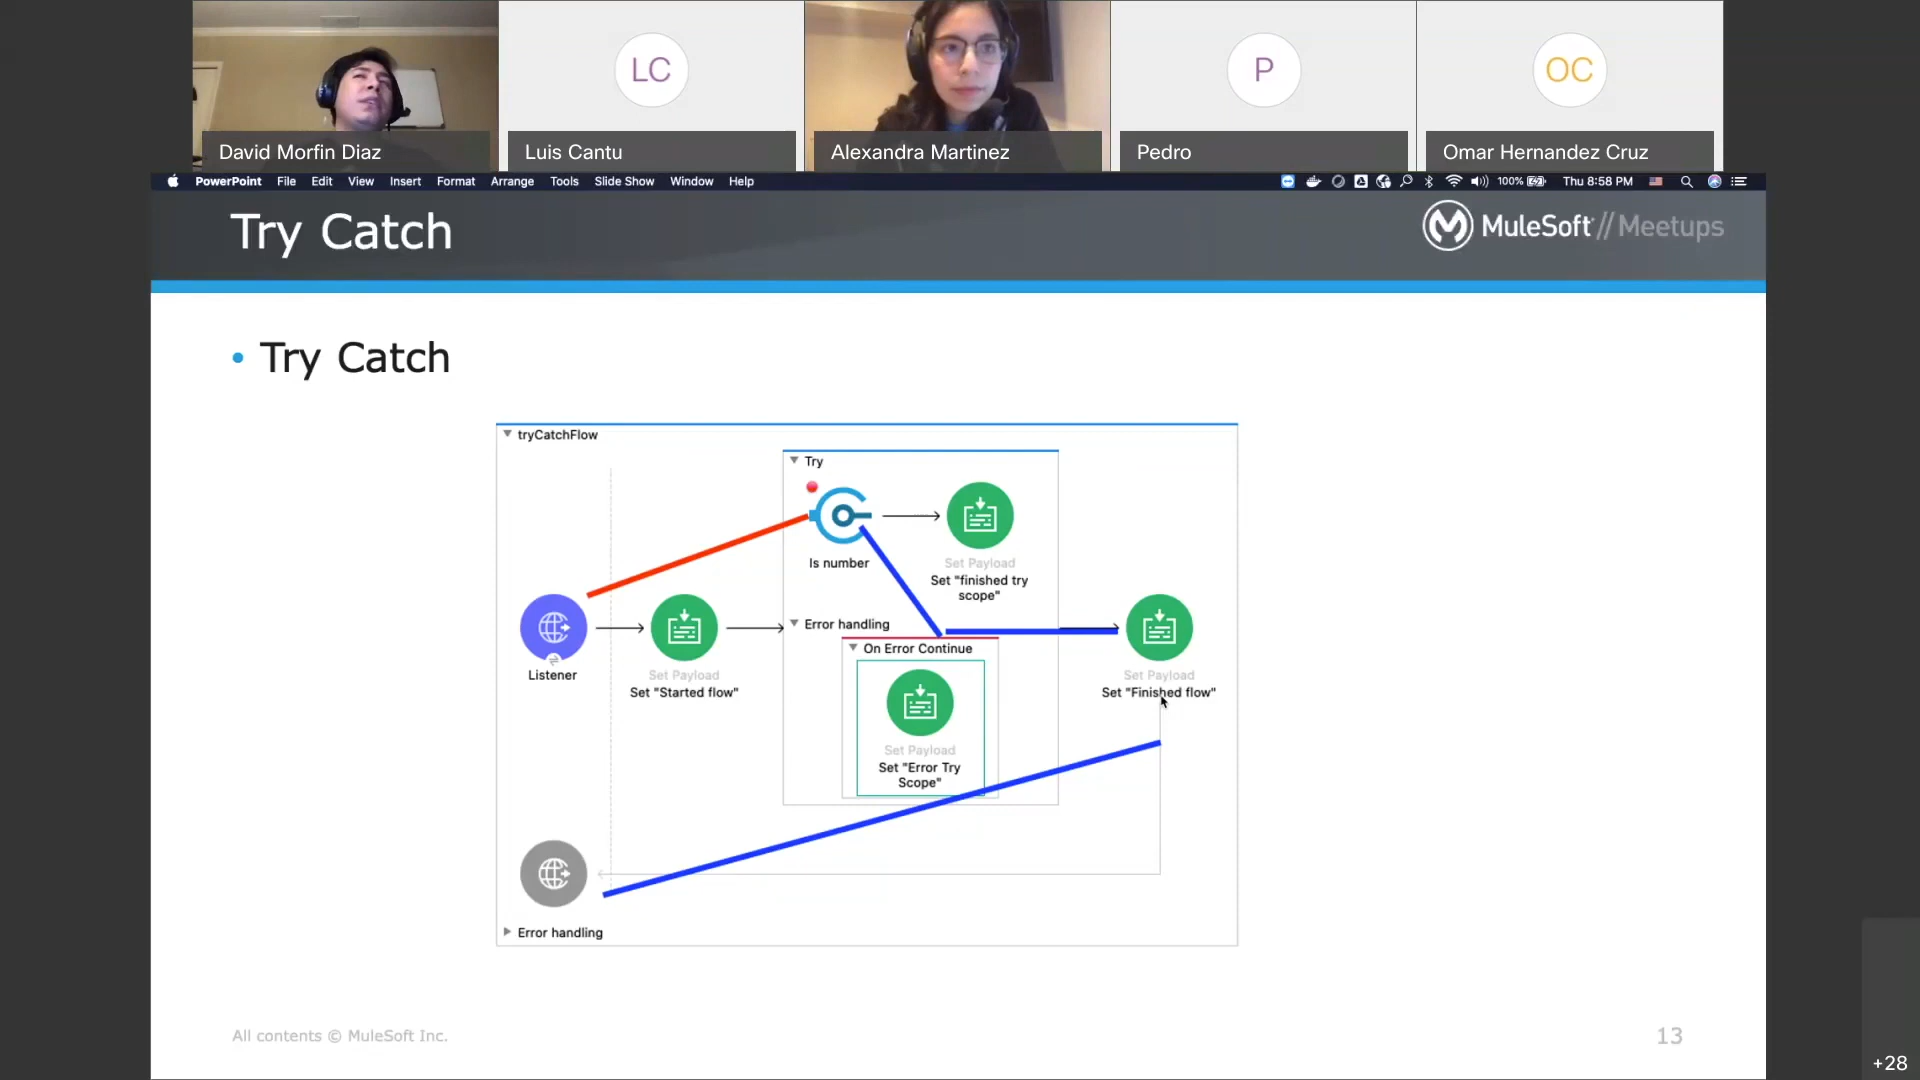 LC
P
OC
David Morfin Diaz
Luis Cantu
Alexandra Martinez
Pedro
Omar Hernandez Cruz
PowerPoint File Edit View Insert Format Arrange Tools Slide Show Window Help
100% Thu 8:58 PM
Try Catch
MuleSoft // Meetups
• Try Catch
tryCatchFlow
Try
Is number
Set Payload
Set "finished try
scope"
Error handling
On Error Continue
Listener
Set Payload
Set "Started flow"
Set Payload
Set "Finished flow"
Set Payload
Set "Error Try
Scope"
Error handling
All contents © MuleSoft Inc.
13
+28